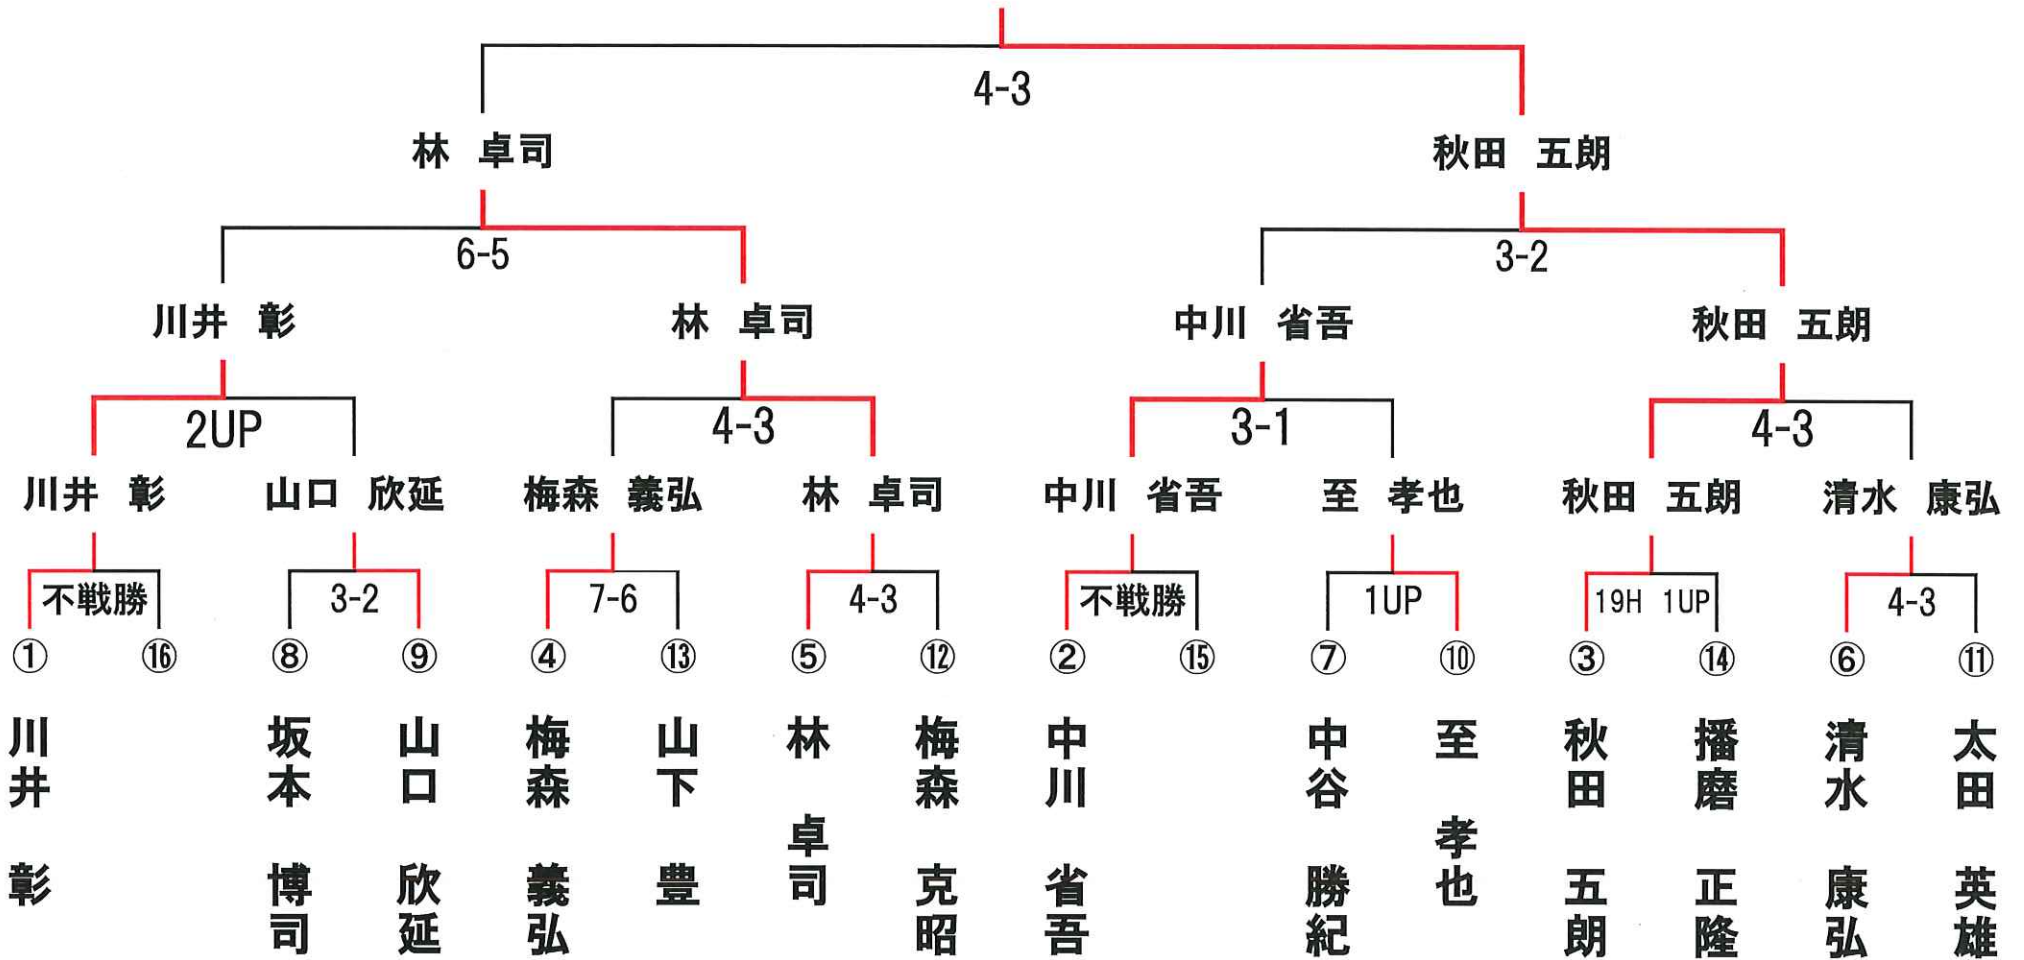 4-3
林 卓司
秋田 五朗
6-5
3-2
川井 彰
林 卓司
中川 省吾
秋田 五朗
2UP
4-3
3-1
4-3
川井 彰
山口 欣延
梅森 義弘
林 卓司
中川 省吾
至 孝也
秋田 五朗
清水 康弘
不戦勝
3-2
7-6
4-3
不戦勝
1UP
19H 1UP
4-3
①
⑯
⑧
⑨
④
⑬
⑤
⑫
②
⑮
⑦
⑩
③
⑭
⑥
⑪
川井 彰
坂本 博司
山口 欣延
梅森 義弘
山下 豊
林 卓司
梅森 克昭
中川 省吾
中谷 勝紀
至 孝也
秋田 五朗
播磨 正隆
清水 康弘
太田 英雄